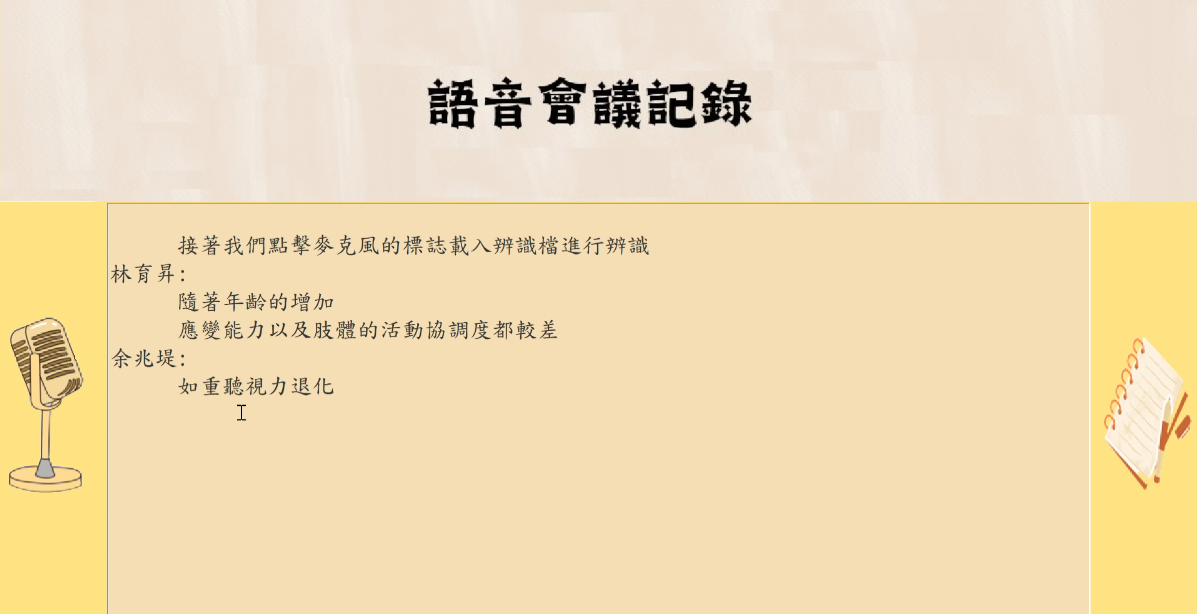 語音會議記錄
接著我們點擊麥克風的標誌載入辨識檔進行辨識
林育昇:
隨著年齡的增加
應變能力以及肢體的活動協調度都較差
余兆堤:
如重聽視力退化